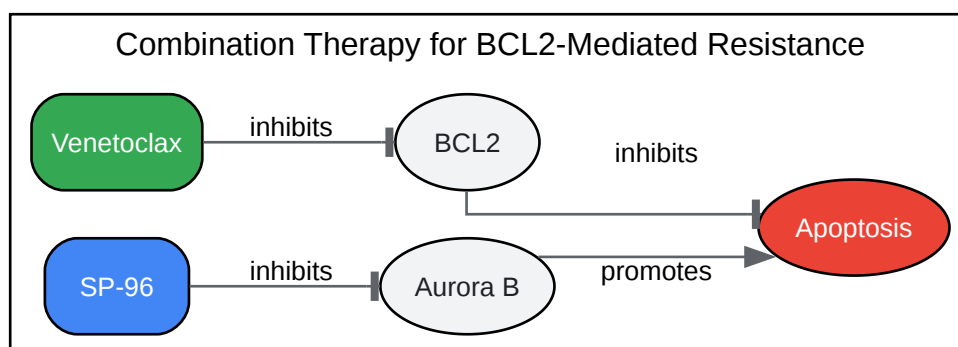 Combination Therapy for BCL2-Mediated Resistance
Venetoclax
inhibits
BCL2
inhibits
Apoptosis
SP-96
inhibits
Aurora B
promotes